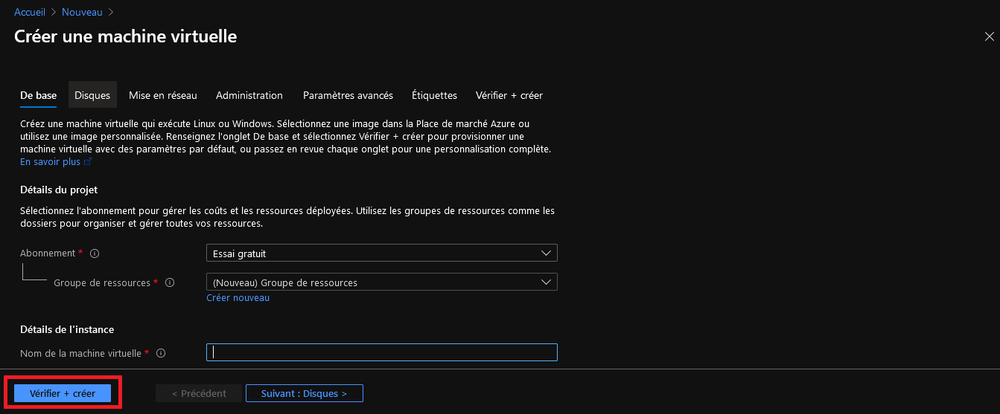 Accueil > Nouveau >
Créer une machine virtuelle
De base Disques Mise en réseau Administration Paramètres avancés Étiquettes Vérifier + créer
Créez une machine virtuelle qui exécute Linux ou Windows. Sélectionnez une image dans la Place de marché Azure ou
utilisez une image personnalisée. Renseignez l'onglet De base et sélectionnez Vérifier + créer pour provisionner une
machine virtuelle avec des paramètres par défaut, ou passez en revue chaque onglet pour une personnalisation complète.
En savoir plus
Détails du projet
Sélectionnez l'abonnement pour gérer les coûts et les ressources déployées. Utilisez les groupes de ressources comme les
dossiers pour organiser et gérer toutes vos ressources.
Abonnement * Essai gratuit
Groupe de ressources * (Nouveau) Groupe de ressources
Créer nouveau
Détails de l'instance
Nom de la machine virtuelle *
Vérifier + créer < Précédent Suivant : Disques >